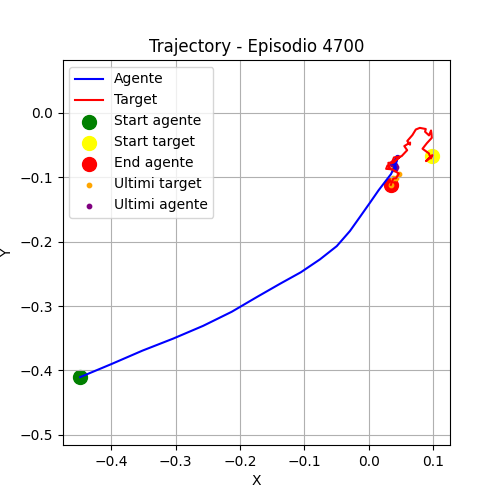 Trajectory - Episodio 4700
Agente
Target
Start agente
Start target
End agente
Ultimi target
Ultimi agente
0.0
−0.1
−0.2
−0.3
−0.4
−0.5
Y
−0.4
−0.3
−0.2
−0.1
0.0
0.1
X